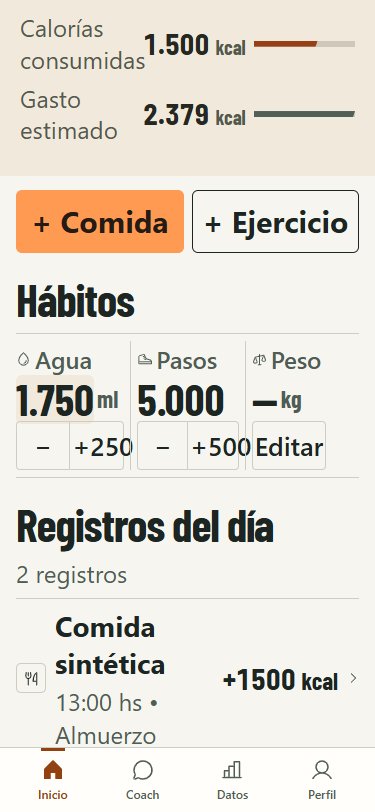 Calorías
consumidas 1.500 kcal
Gasto
estimado 2.379 kcal
+ Comida + Ejercicio
Hábitos
Agua Pasos Peso
1.750 ml 5.000 — kg
− +250 − +500 Editar
Registros del día
2 registros
Comida
sintética
+1500 kcal
13:00 hs •
Almuerzo
Inicio Coach Datos Perfil